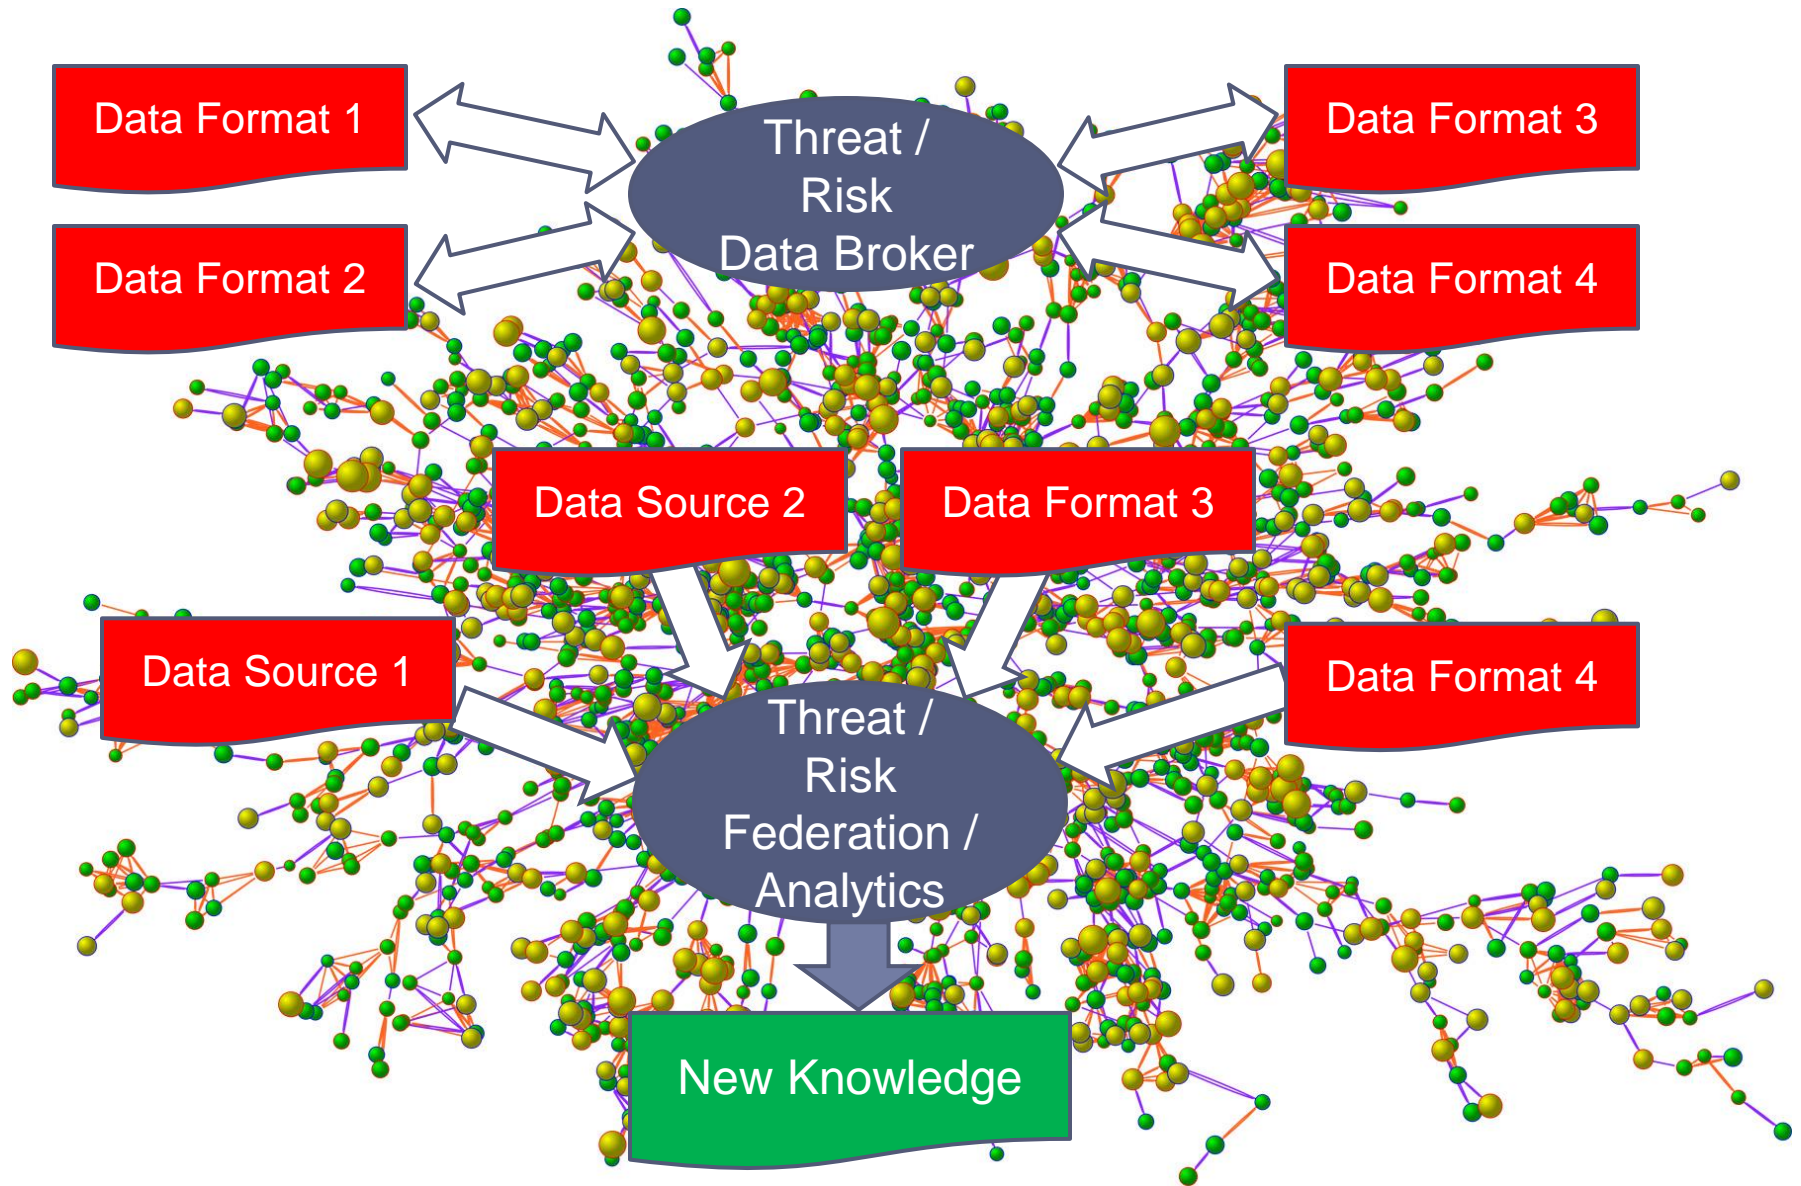 Data Format 1
Threat /
Risk
Data Broker
Data Format 3
Data Format 2
Data Format 4
Data Source 2
Data Format 3
Data Source 1
Data Format 4
Threat /
Risk
Federation /
Analytics
New Knowledge